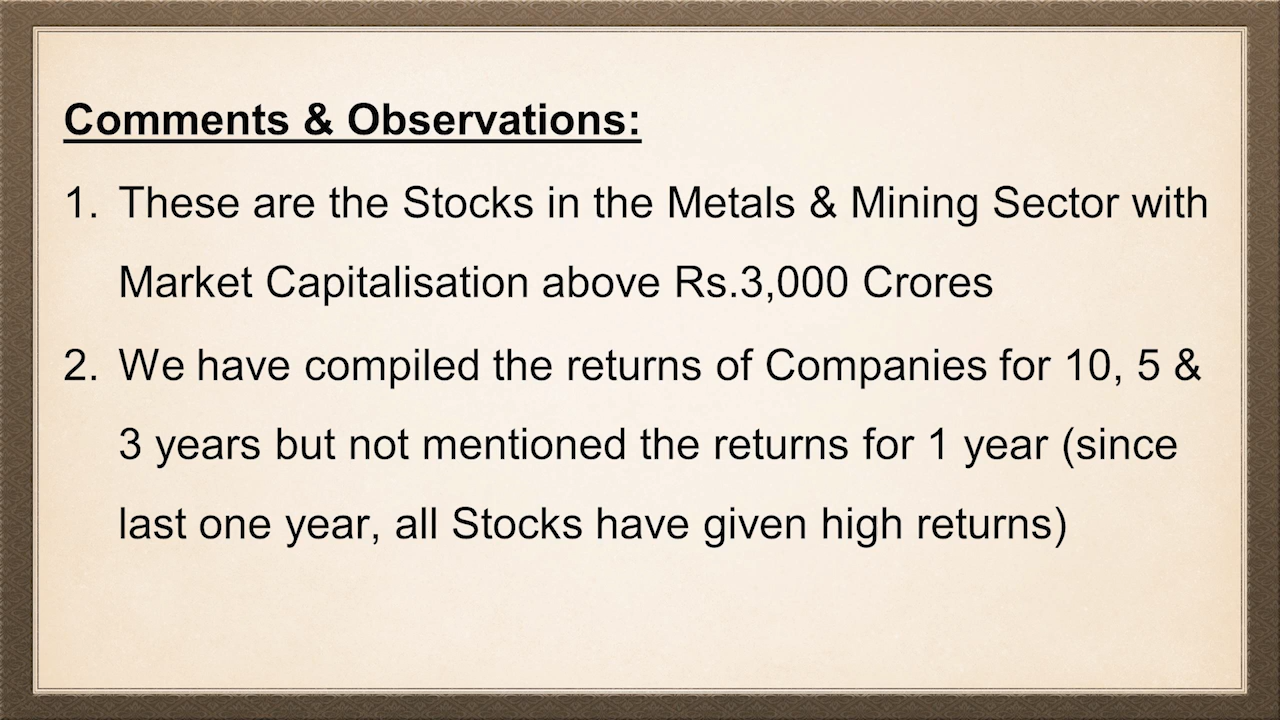 Comments & Observations:
1. These are the Stocks in the Metals & Mining Sector with
Market Capitalisation above Rs.3,000 Crores
2. We have compiled the returns of Companies for 10, 5 &
3 years but not mentioned the returns for 1 year (since
last one year, all Stocks have given high returns)